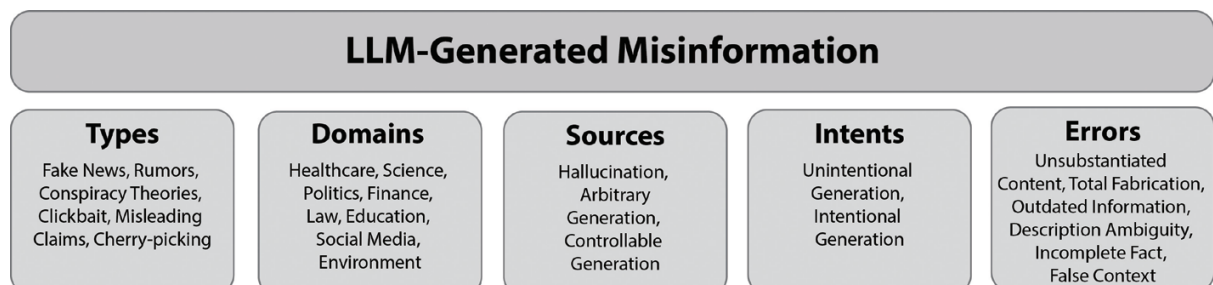 LLM-Generated Misinformation
Types
Fake News, Rumors,
Conspiracy Theories,
Clickbait, Misleading
Claims, Cherry-picking
Domains
Healthcare, Science,
Politics, Finance,
Law, Education,
Social Media,
Environment
Sources
Hallucination,
Arbitrary
Generation,
Controllable
Generation
Intents
Unintentional
Generation,
Intentional
Generation
Errors
Unsubstantiated
Content, Total Fabrication,
Outdated Information,
Description Ambiguity,
Incomplete Fact,
False Context